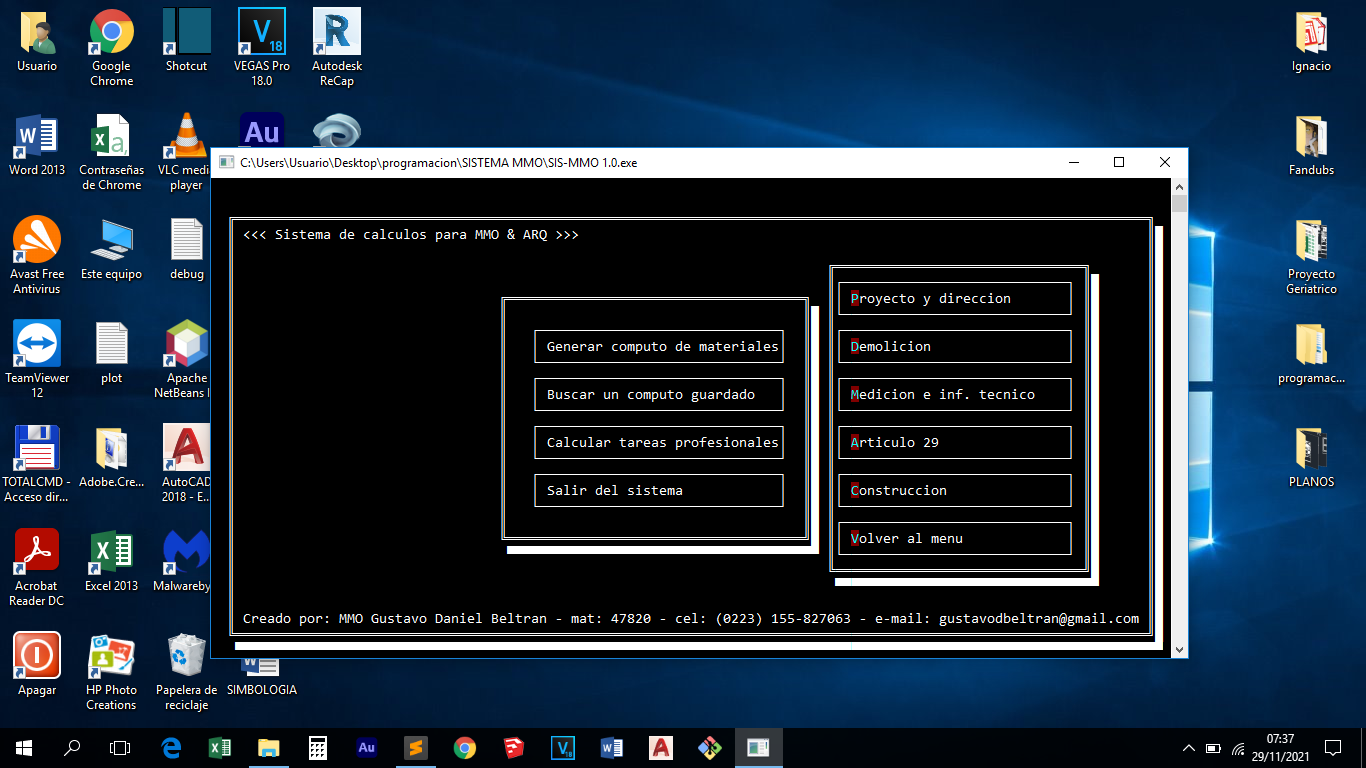 Usuario
Google
Chrome
Shotcut
VEGAS Pro
18.0
Autodesk
ReCap
Ignacio
Word 2013
Contraseñas
de Chrome
VLC medi
player
Fandubs
C:\Users\Usuario\Desktop\programacion\SISTEMA MMO\SIS-MMO 1.0.exe
<<< Sistema de calculos para MMO & ARQ >>>
Generar computo de materiales
Buscar un computo guardado
Calcular tareas profesionales
Salir del sistema
Proyecto y direccion
Demolicion
Medicion e inf. tecnico
Articulo 29
Construccion
Volver al menu
Creado por: MMO Gustavo Daniel Beltran - mat: 47820 - cel: (0223) 155-827063 - e-mail: gustavodbeltran@gmail.com
Avast Free
Antivirus
Este equipo
debug
Proyecto
Geriatrico
TeamViewer
12
plot
Apache
NetBeans I
programac...
TOTALCMD -
Acceso dir...
Adobe.Cre...
AutoCAD
2018 - E..
PLANOS
Acrobat
Reader DC
Excel 2013
Malwareby
Apagar
HP Photo
Creations
Papelera de
reciclaje
SIMBOLOGIA
07:37
29/11/2021